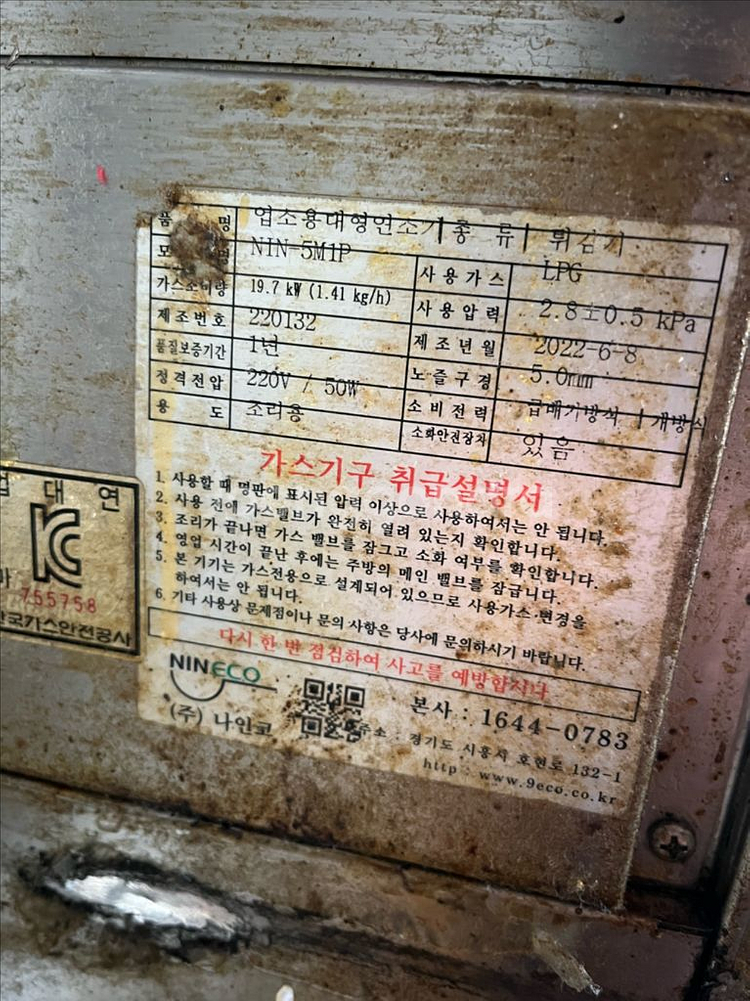 품 명 업소용대형연소기 종 류 튀김기
모 명 NIN-5M1P 사용가스 LPG
가스소비량 19.7 kW (1.41 kg/h) 사용압력 2.8±0.5 kPa
제조번호 220132 제조년월 2022-6-8
품질보증기간 1년 노즐구경 5.0mm
정격전압 220V / 50W 소비전력 급배기방식 개방식
용 도 조리용 소화안전장치 있음
가스기구 취급설명서
1. 사용할 때 명판에 표시된 압력 이상으로 사용하여서는 안 됩니다.
2. 사용 전에 가스밸브가 완전히 열려 있는지 확인합니다.
3. 조리가 끝나면 가스 밸브를 잠그고 소화 여부를 확인합니다.
4. 영업 시간이 끝난 후에는 주방의 메인 밸브를 잠급니다.
5. 본 기기는 가스전용으로 설계되어 있으므로 사용가스 변경을
하여서는 안 됩니다.
6. 기타 사용상 문제점이나 문의 사항은 당사에 문의하시기 바랍니다.
다시 한 번 점검하여 사고를 예방합시다
NINECO
(주) 나인코
본사 : 1644-0783
주소 : 경기도 시흥시 호현로 132-1
http : www.9eco.co.kr
업 대 연
KC
마 755758
한국가스안전공사